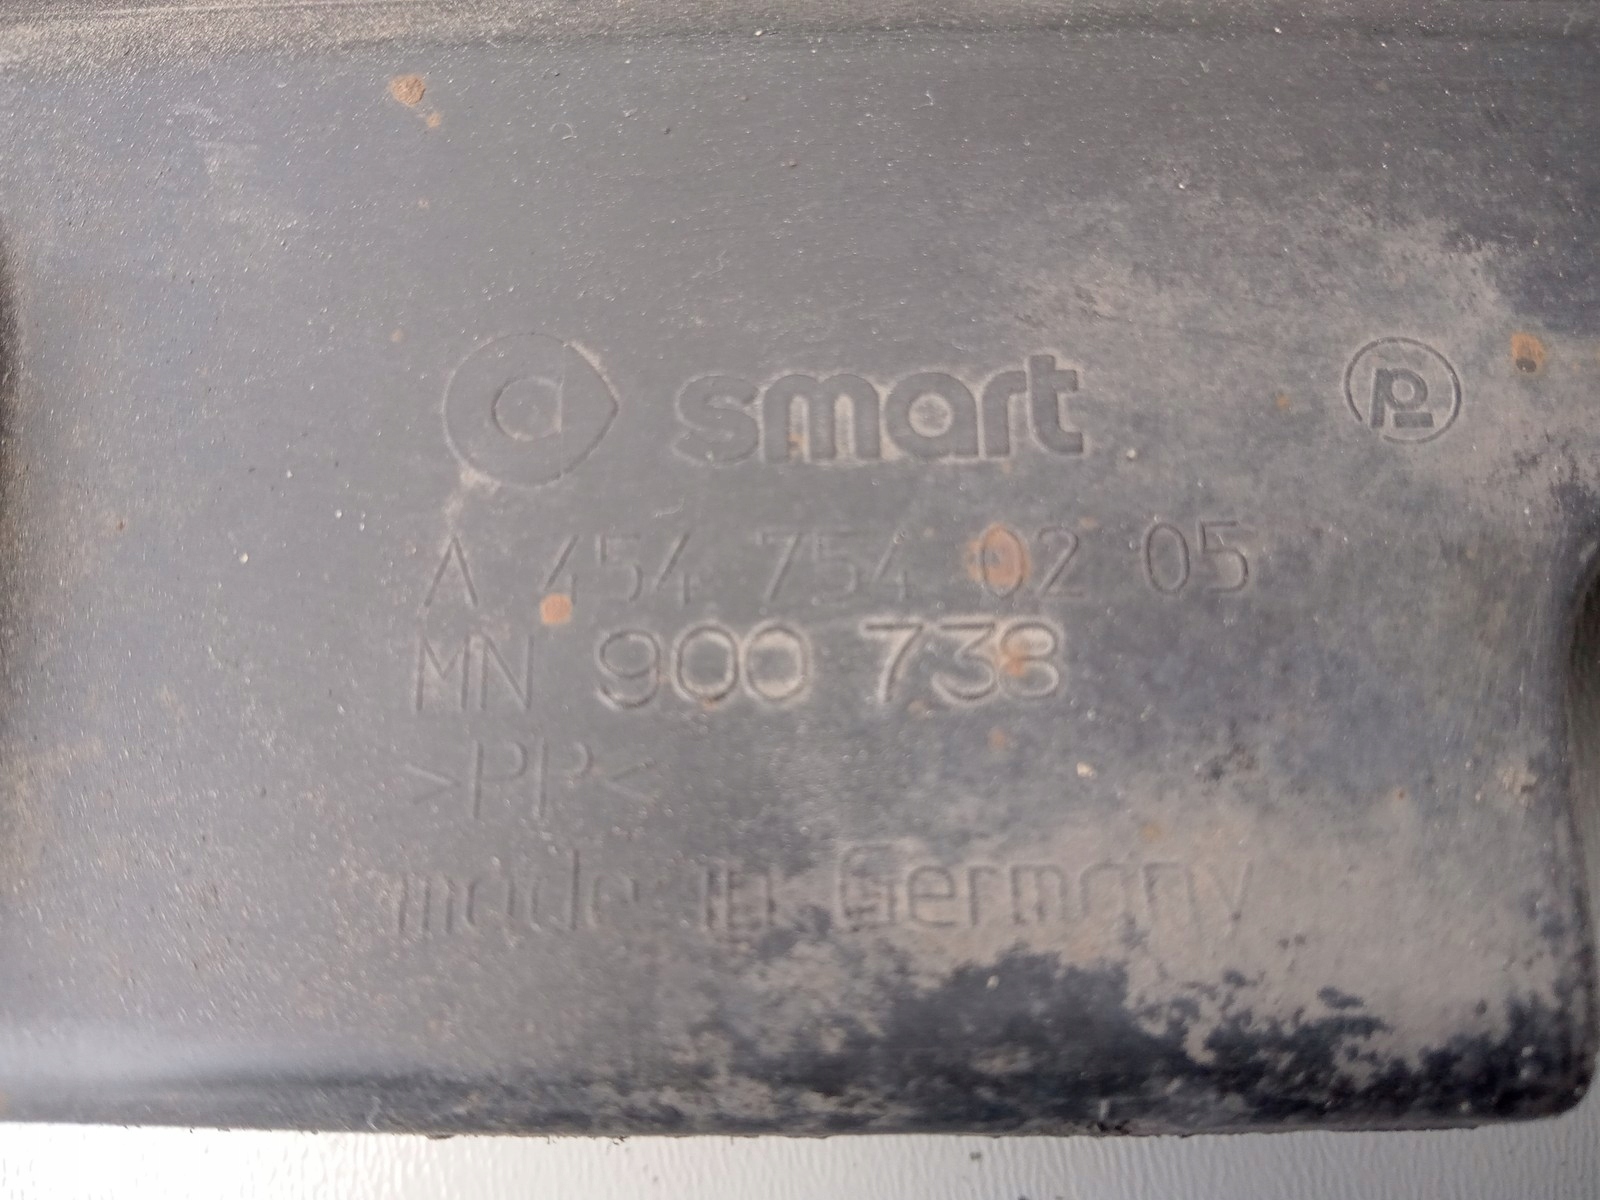 smart
A 454 754 02 05
MN 900 738
>PP<
made in Germany